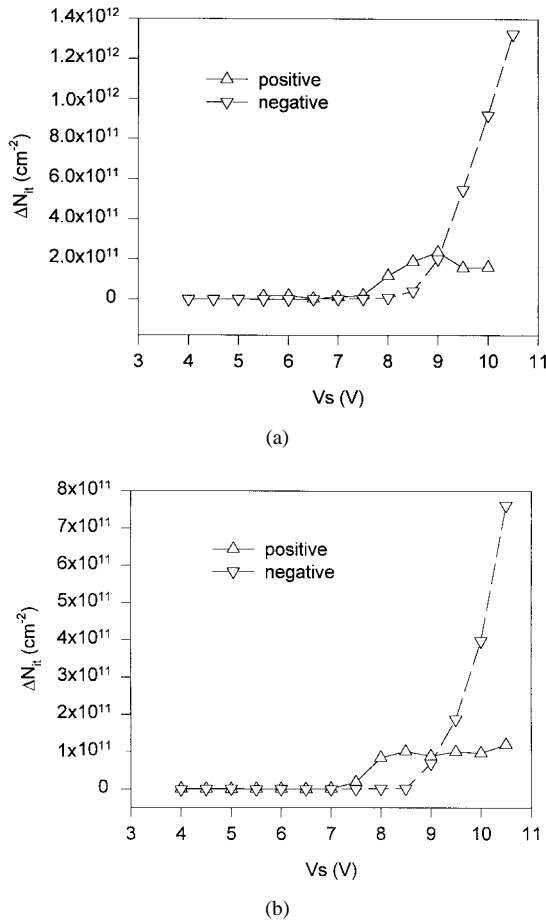 1.4x10¹²
1.2x10¹²
1.0x10¹²
8.0x10¹¹
6.0x10¹¹
4.0x10¹¹
2.0x10¹¹
0
ΔNᵢₜ (cm⁻²)
positive
negative
3 4 5 6 7 8 9 10 11
Vs (V)
(a)
8x10¹¹
7x10¹¹
6x10¹¹
5x10¹¹
4x10¹¹
3x10¹¹
2x10¹¹
1x10¹¹
0
ΔNᵢₜ (cm⁻²)
positive
negative
3 4 5 6 7 8 9 10 11
Vs (V)
(b)